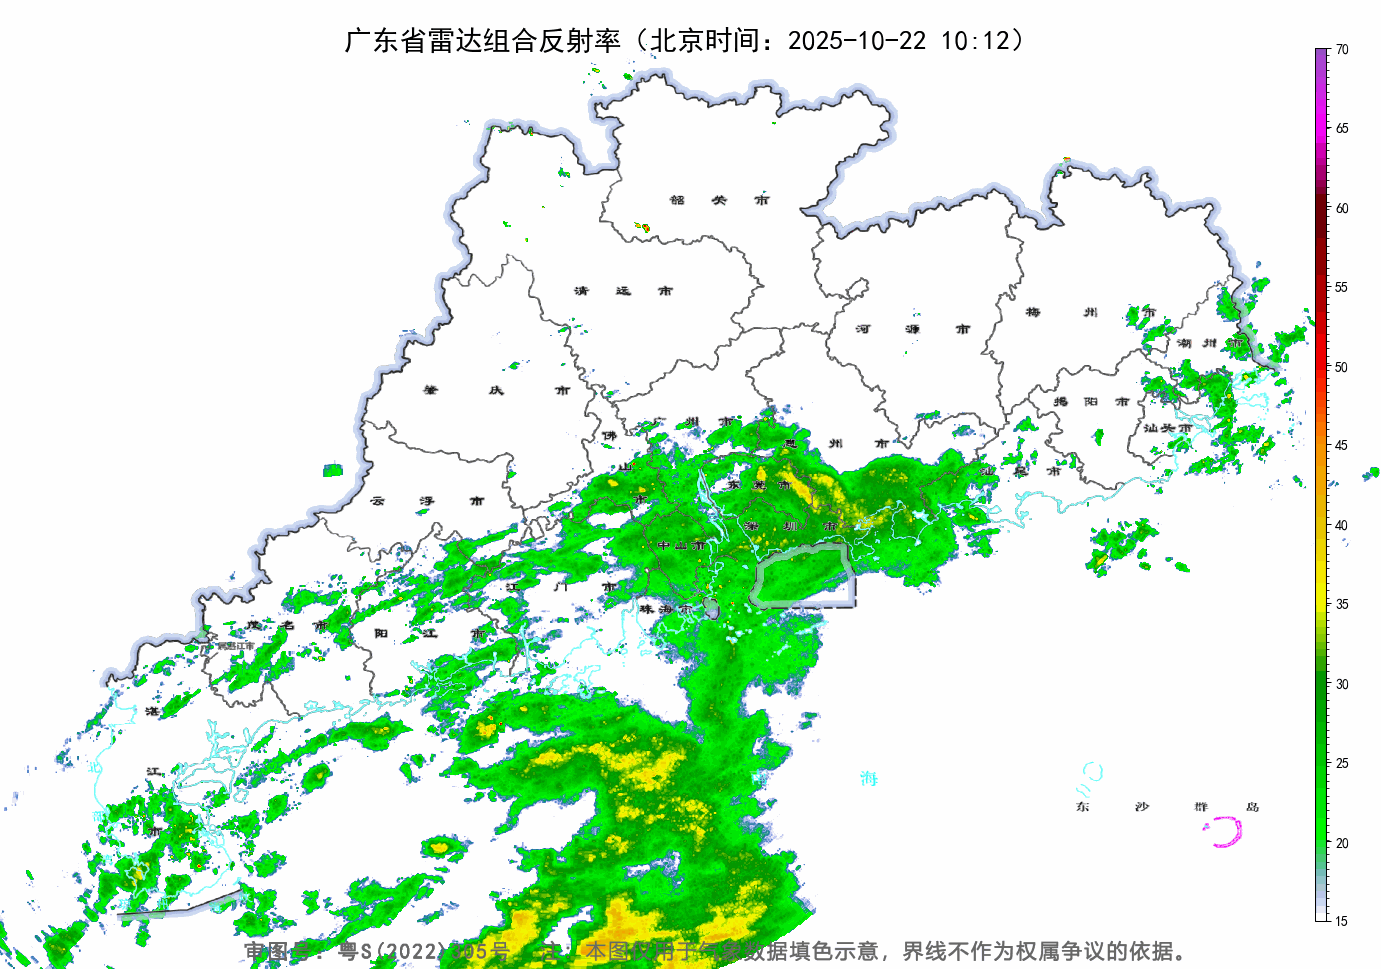 广东省雷达组合反射率（北京时间：2025-10-22 10:12）
70
65
60
55
50
45
40
35
30
25
20
15
韶关市
清远市
河源市
梅州市
潮州市
肇庆市
揭阳市
汕头市
广州市
佛山市
惠州市
汕尾市
东莞市
云浮市
深圳市
中山市
江门市
珠海市
茂名市
阳江市
湛江市
海
东沙群岛
审图号：粤S(2022)305号 注：本图仅用于气象数据填色示意，界线不作为权属争议的依据。